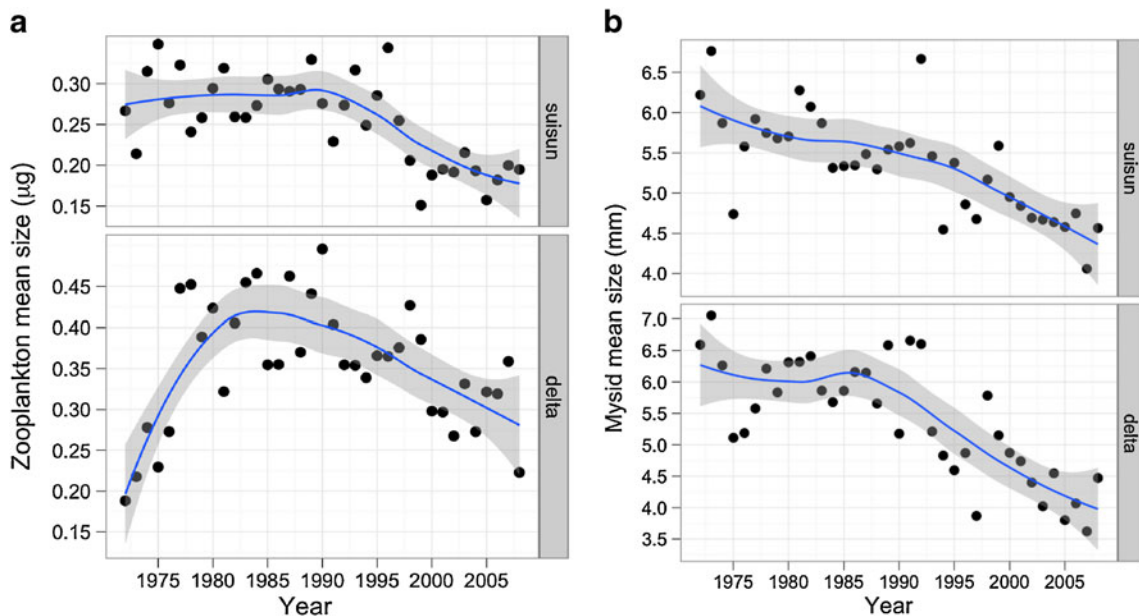 a
Zooplankton mean size (μg)
0.30
0.25
0.20
0.15
suisun
0.45
0.40
0.35
0.30
0.25
0.20
0.15
delta
1975 1980 1985 1990 1995 2000 2005
Year
b
Mysid mean size (mm)
6.5
6.0
5.5
5.0
4.5
4.0
suisun
7.0
6.5
6.0
5.5
5.0
4.5
4.0
3.5
delta
1975 1980 1985 1990 1995 2000 2005
Year